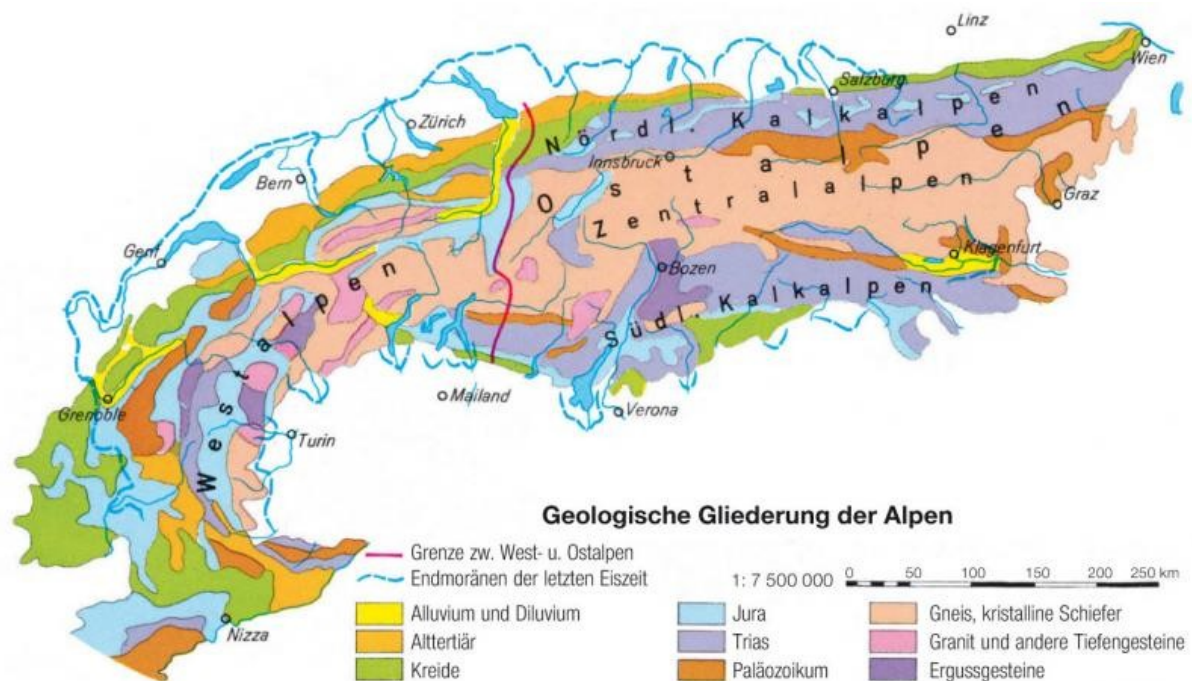 Linz
Wien
Salzburg
Zürich
Nördl. Kalkalpen
Innsbruck
Ostalpen
Bern
Zentralalpen
Graz
Genf
Klagenfurt
Bozen
Südl. Kalkalpen
Westalpen
Mailand
Verona
Grenoble
Turin
Nizza
Geologische Gliederung der Alpen
Grenze zw. West- u. Ostalpen
Endmoränen der letzten Eiszeit
1: 7 500 000
0 50 100 150 200 250 km
Alluvium und Diluvium
Alttertiär
Kreide
Jura
Trias
Paläozoikum
Gneis, kristalline Schiefer
Granit und andere Tiefengesteine
Ergussgesteine